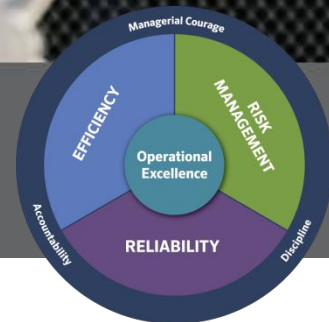 Managerial Courage
EFFICIENCY
RISK
MANAGEMENT
Operational
Excellence
RELIABILITY
Accountability
Discipline